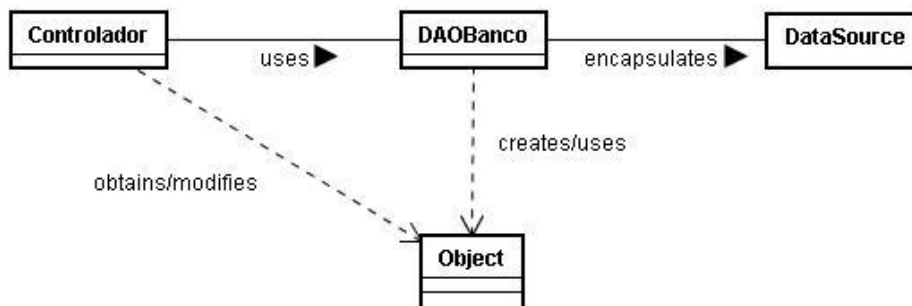 Controlador
DAOBanco
DataSource
uses
encapsulates
creates/uses
obtains/modifies
Object